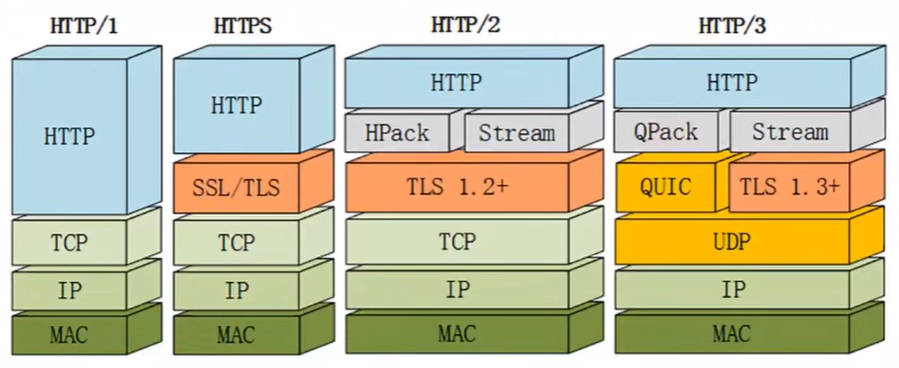 HTTP/1
HTTPS
HTTP/2
HTTP/3
HTTP
TCP
IP
MAC
HTTP
SSL/TLS
TCP
IP
MAC
HTTP
HPack
Stream
TLS 1.2+
TCP
IP
MAC
HTTP
QPack
Stream
QUIC
TLS 1.3+
UDP
IP
MAC